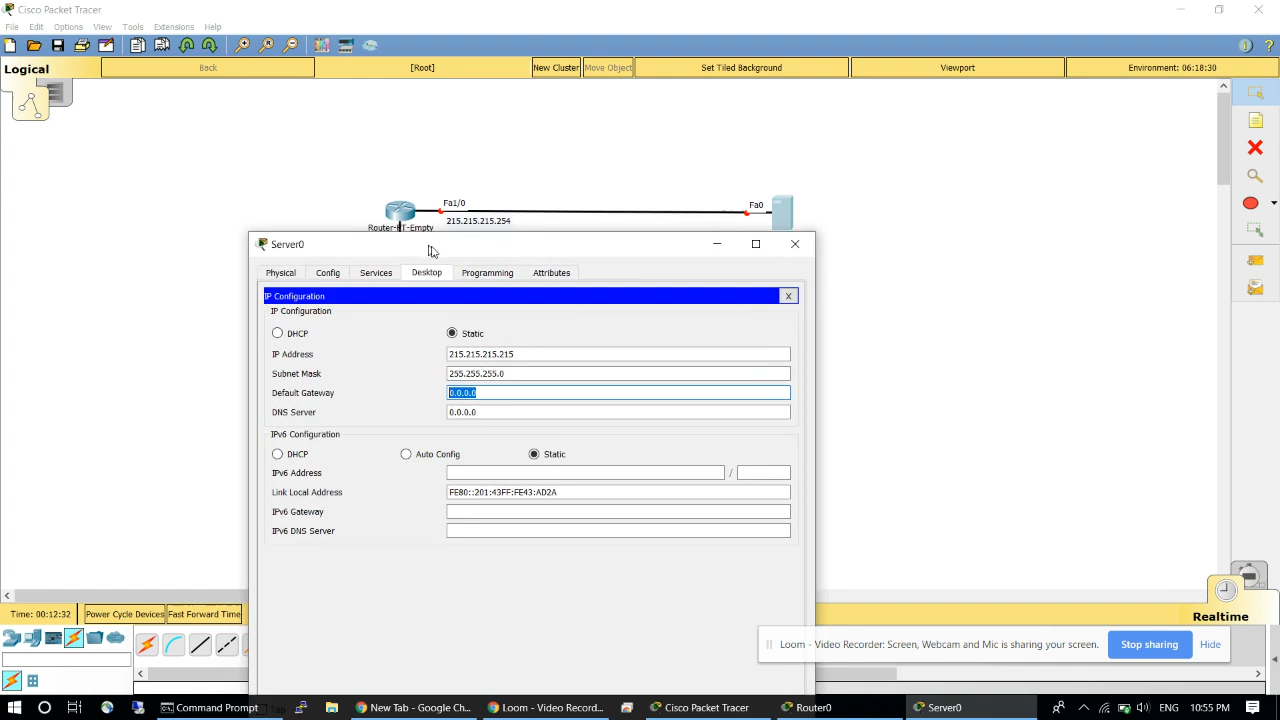 Cisco Packet Tracer
File Edit Options View Tools Extensions Help
Logical Back [Root] New Cluster Move Object Set Tiled Background Viewport Environment: 06:18:30
Fa1/0 Fa0
215.215.215.254
Router-PT-Empty
Server0
Physical Config Services Desktop Programming Attributes
IP Configuration X
IP Configuration
DHCP Static
IP Address 215.215.215.215
Subnet Mask 255.255.255.0
Default Gateway 0.0.0.0
DNS Server 0.0.0.0
IPv6 Configuration
DHCP Auto Config Static
IPv6 Address /
Link Local Address FE80::201:43FF:FE43:AD2A
IPv6 Gateway
IPv6 DNS Server
Time: 00:12:32 Power Cycle Devices Fast Forward Time Realtime
Loom - Video Recorder: Screen, Webcam and Mic is sharing your screen. Stop sharing Hide
Top
Command Prompt New Tab - Google Ch... Loom - Video Record... Cisco Packet Tracer Router0 Server0 ENG 10:55 PM